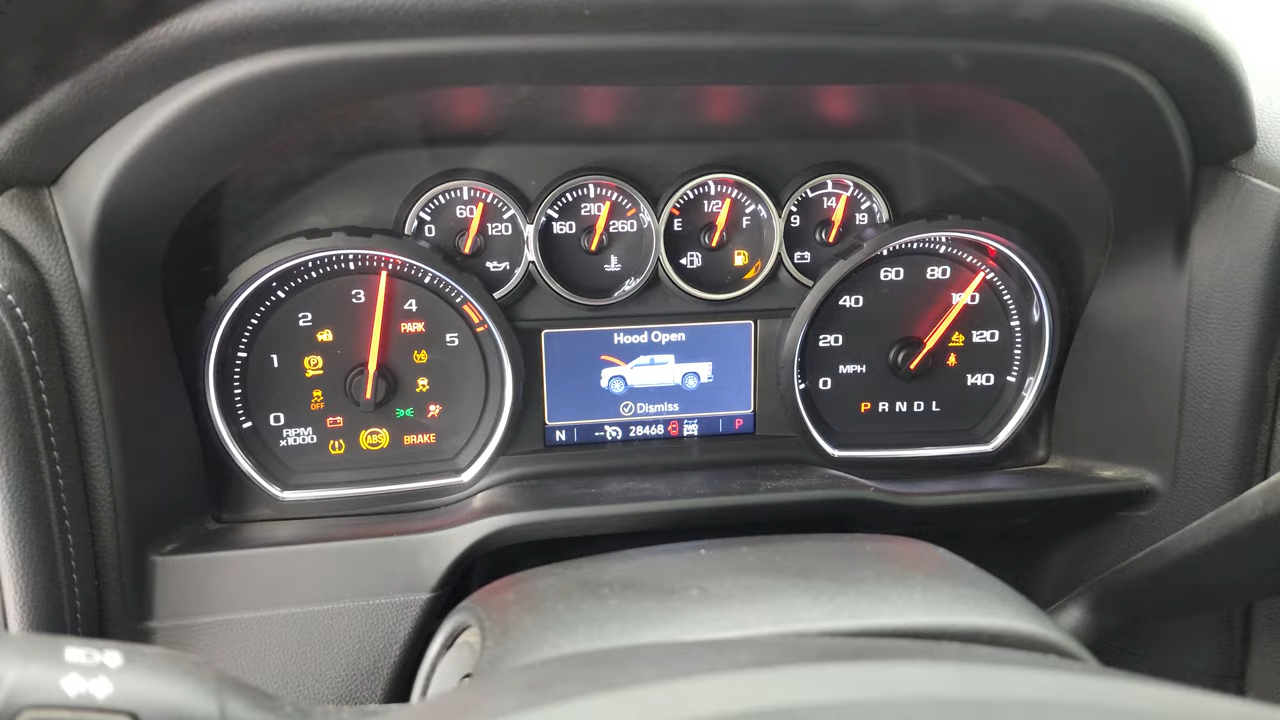 0 60 120
160 210 260
E 1/2 F
9 14 19
0 1 2 3 4 5
PARK
OFF
RPM
x1000
ABS
BRAKE
Hood Open
Dismiss
N -- 28468 P
0 20 40 60 80 100 120 140
MPH
P R N D L